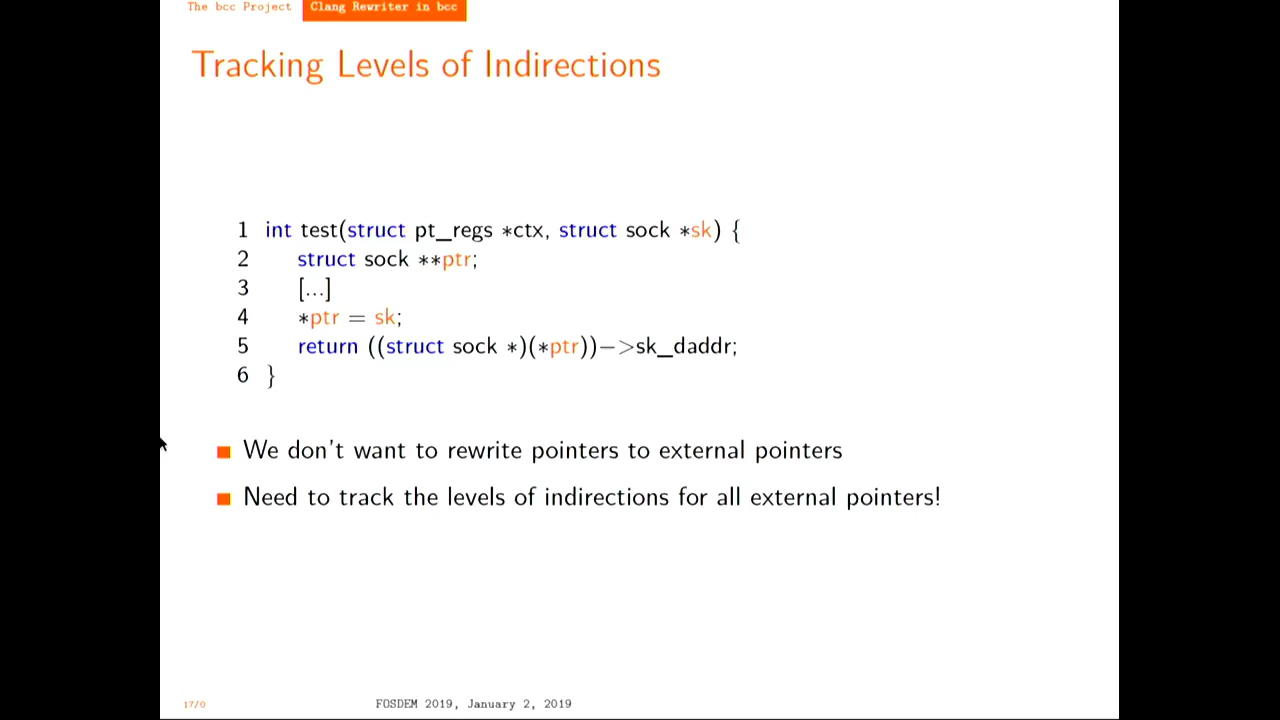 The bcc Project Clang Rewriter in bcc
Tracking Levels of Indirections
1 int test(struct pt_regs *ctx, struct sock *sk) {
2 struct sock **ptr;
3 [...]
4 *ptr = sk;
5 return ((struct sock *)(*ptr))->sk_daddr;
6 }
We don't want to rewrite pointers to external pointers
Need to track the levels of indirections for all external pointers!
17/0 FOSDEM 2019, January 2, 2019